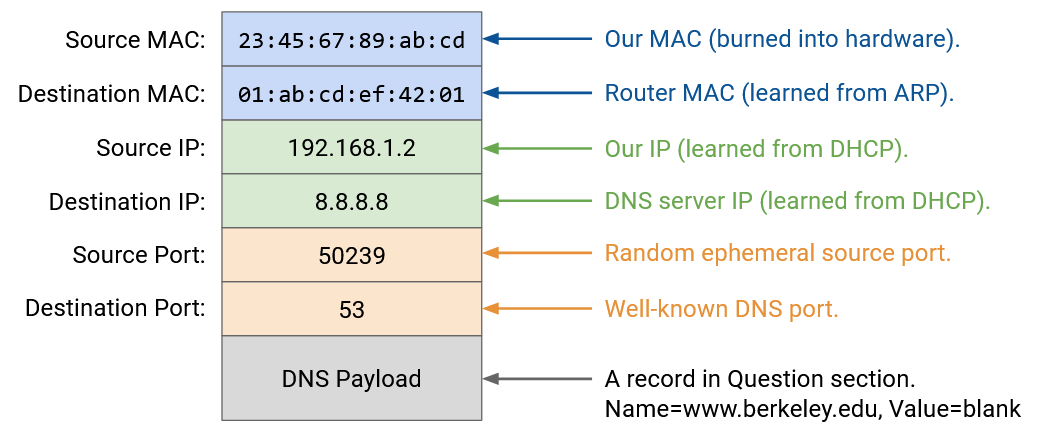 Source MAC: 23:45:67:89:ab:cd Our MAC (burned into hardware).
Destination MAC: 01:ab:cd:ef:42:01 Router MAC (learned from ARP).
Source IP: 192.168.1.2 Our IP (learned from DHCP).
Destination IP: 8.8.8.8 DNS server IP (learned from DHCP).
Source Port: 50239 Random ephemeral source port.
Destination Port: 53 Well-known DNS port.
DNS Payload A record in Question section.
Name=www.berkeley.edu, Value=blank